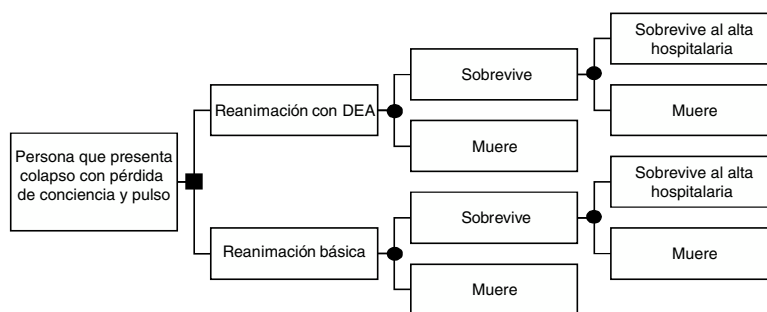 Persona que presenta
colapso con pérdida
de conciencia y pulso
Reanimación con DEA
Sobrevive
Sobrevive al alta
hospitalaria
Muere
Muere
Reanimación básica
Sobrevive
Sobrevive al alta
hospitalaria
Muere
Muere